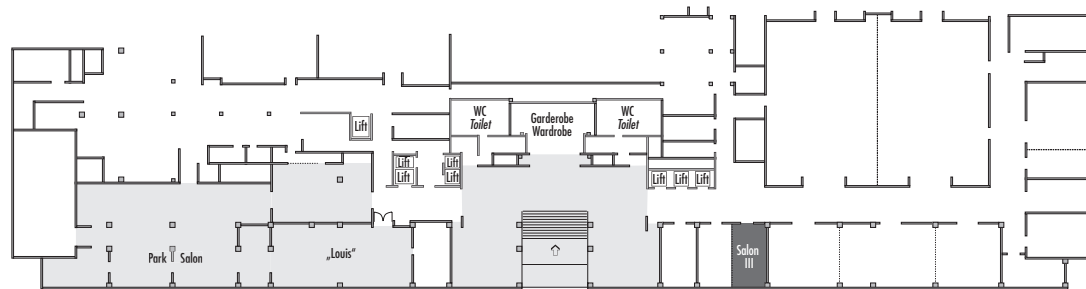 WC
Toilet
Garderobe
Wardrobe
WC
Toilet
Lift
Lift
Lift
Lift
Lift
Lift
Lift
Lift
Park Salon
I
„Louis“
Salon
III